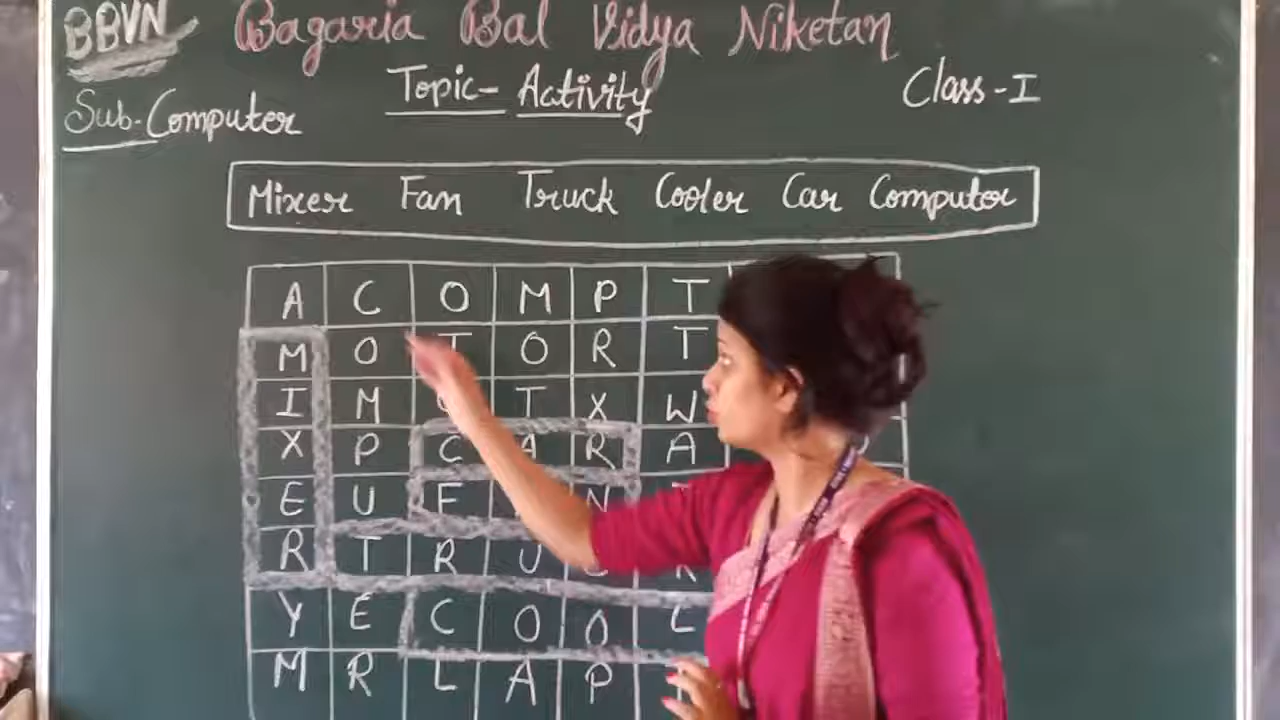 BBVN Bagaria Bal Vidya Niketan
Topic- Activity Class-I
Sub-Computer
Mixer Fan Truck Cooler Car Computer
A C O M P T
M O T O R T
I M T X W
X P C A R A
E U F N
R T R U
Y E C O O L
M R L A P